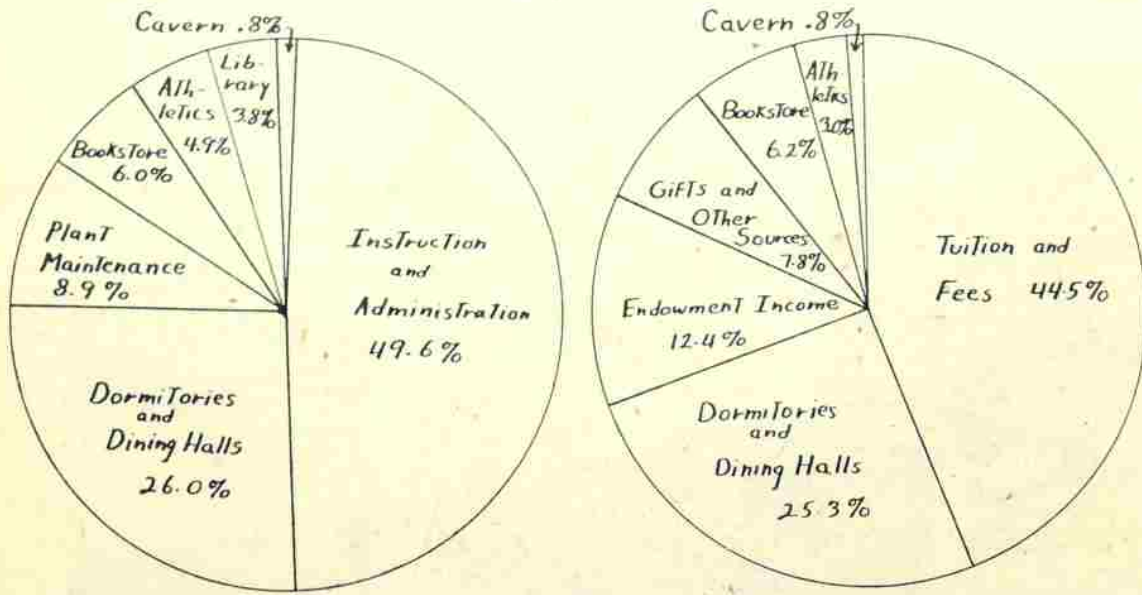 Cavern .8%
Lib-
rary
3.8%
Ath-
letics
4.9%
Bookstore
6.0%
Plant
Maintenance
8.9%
Dormitories
and
Dining Halls
26.0%
Instruction
and
Administration
49.6%
Cavern .8%
Ath-
letics
3.0%
Bookstore
6.2%
Gifts and
Other
Sources
7.8%
Endowment Income
12.4%
Dormitories
and
Dining Halls
25.3%
Tuition and
Fees 44.5%